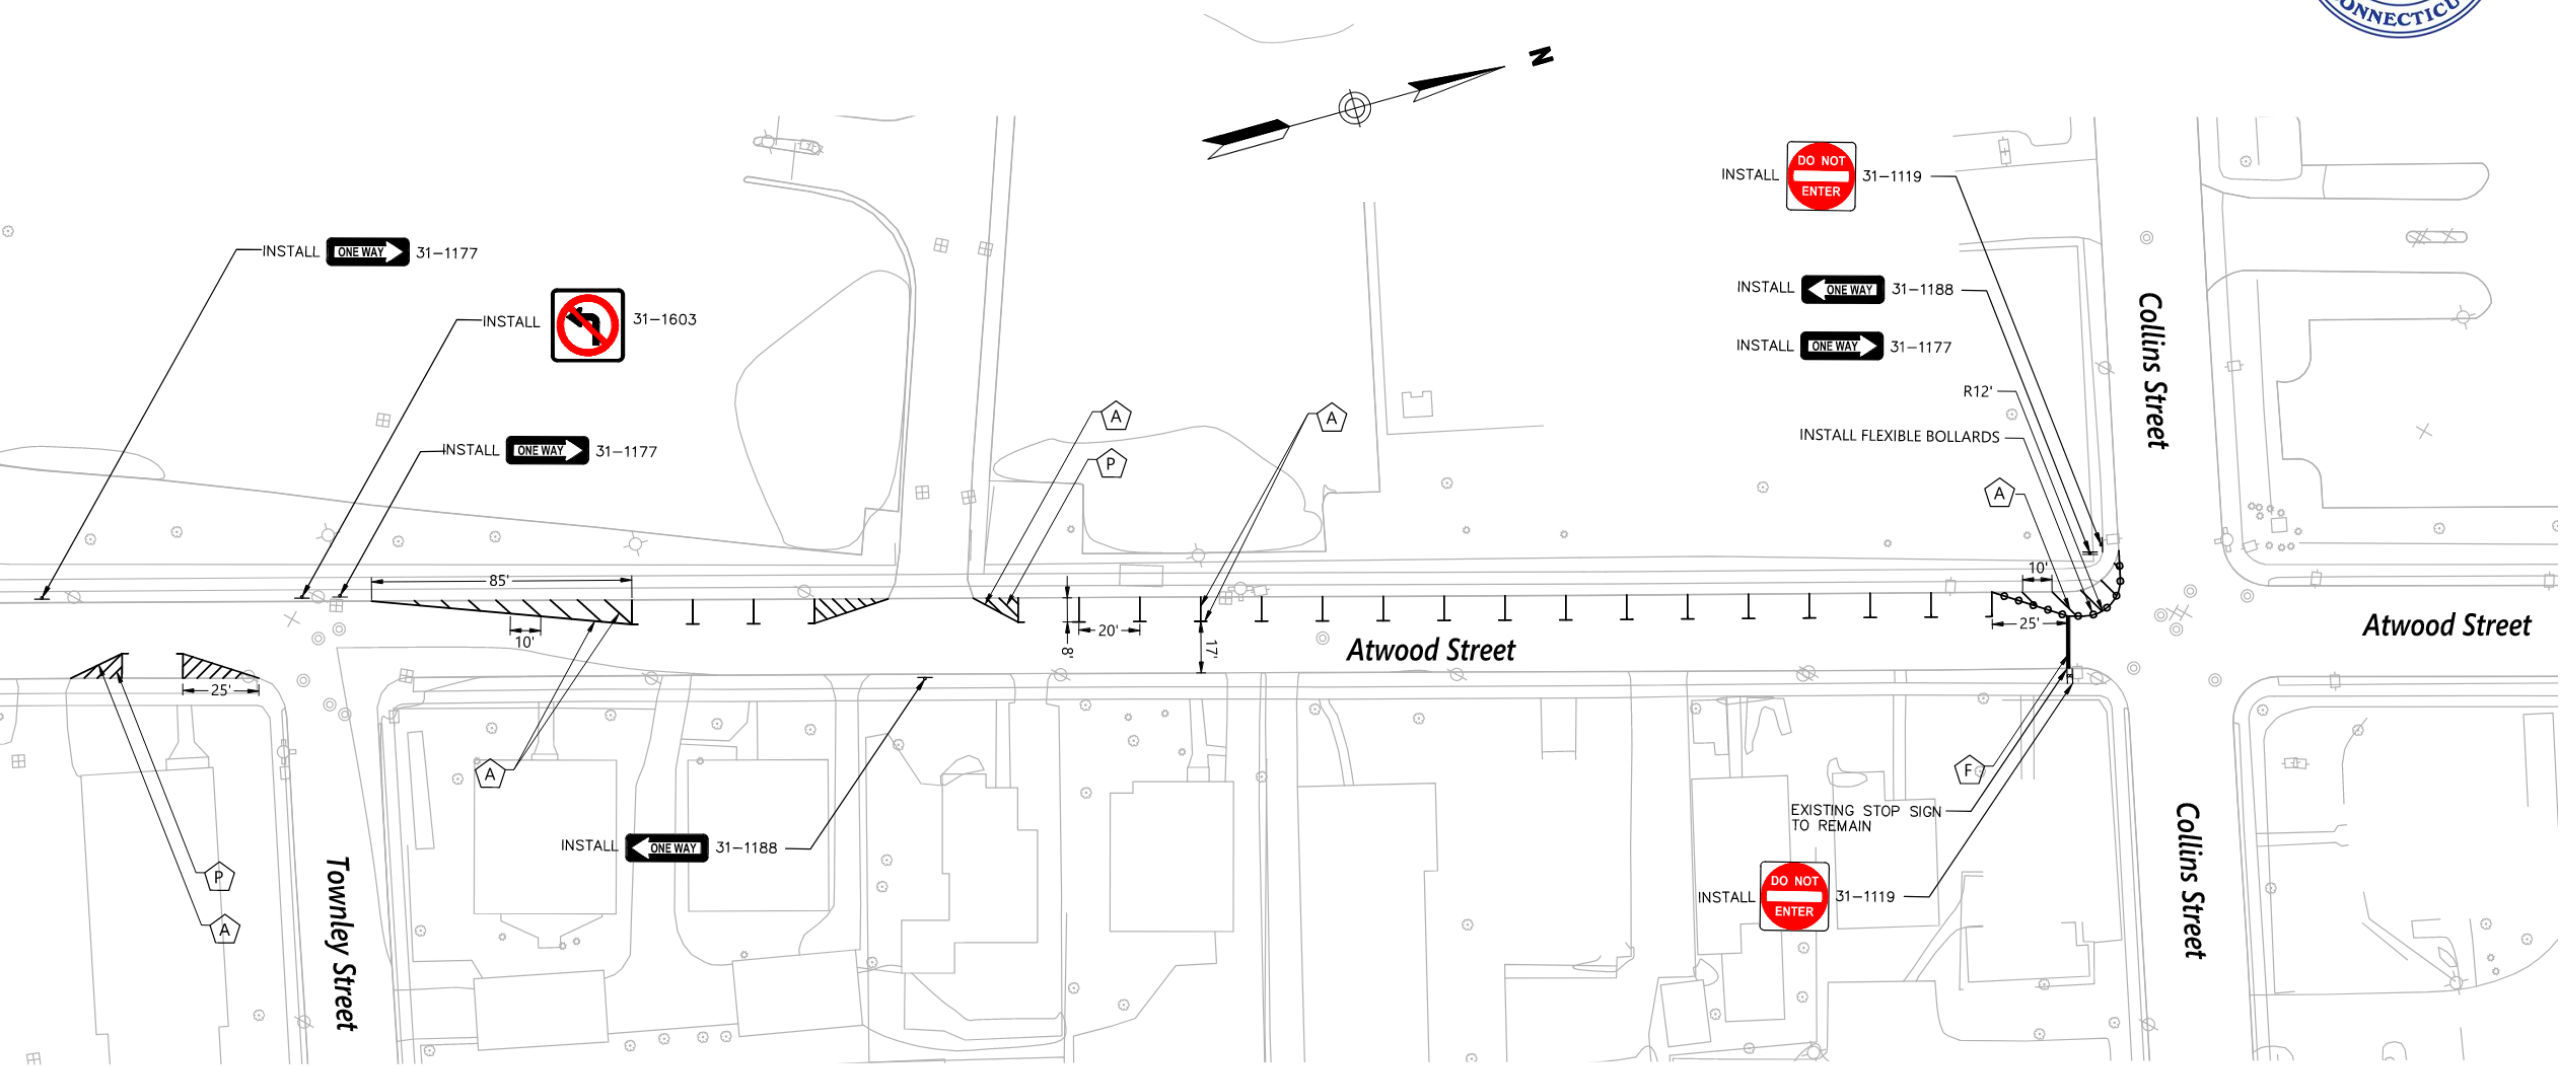 CONNECTICU
N
INSTALL DO NOT ENTER 31-1119
INSTALL ONE WAY 31-1177
INSTALL ONE WAY 31-1188
INSTALL 31-1603
INSTALL ONE WAY 31-1177
R12'
INSTALL FLEXIBLE BOLLARDS
INSTALL ONE WAY 31-1177
A
A
P
A
Collins Street
85'
10'
10'
20'
8'
17'
25'
25'
Atwood Street
Atwood Street
A
F
EXISTING STOP SIGN
TO REMAIN
INSTALL ONE WAY 31-1188
INSTALL DO NOT ENTER 31-1119
P
A
Townley Street
Collins Street